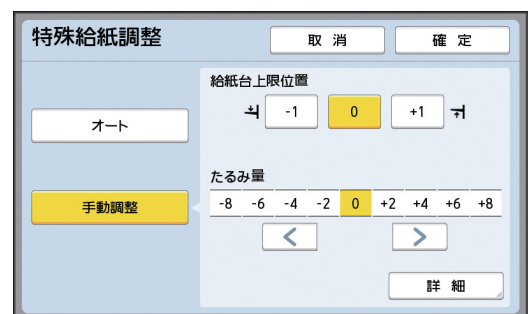 特殊給紙調整
取 消
確 定
給紙台上限位置
オート
-1
0
+1
たるみ量
手動調整
-8 -6 -4 -2 0 +2 +4 +6 +8
< >
詳 細